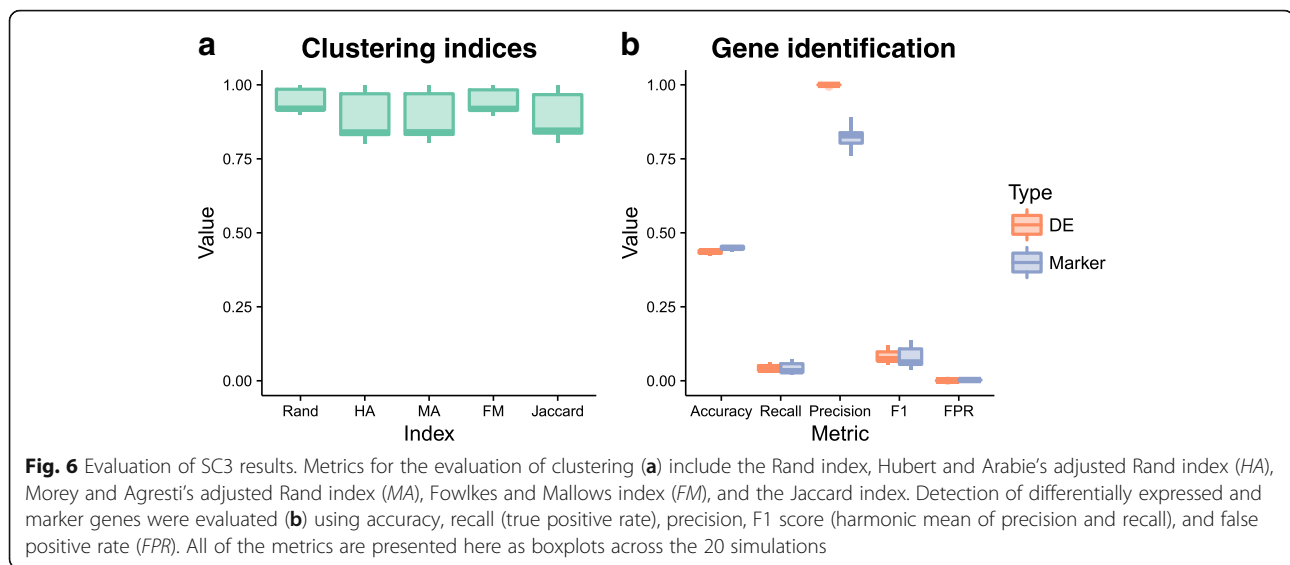 a Clustering indices
1.00
0.75
0.50
0.25
0.00
Value
Rand HA MA FM Jaccard
Index
b Gene identification
1.00
0.75
0.50
0.25
0.00
Value
Accuracy Recall Precision F1 FPR
Metric
Type
DE
Marker
Fig. 6 Evaluation of SC3 results. Metrics for the evaluation of clustering (a) include the Rand index, Hubert and Arabie's adjusted Rand index (HA),
Morey and Agresti's adjusted Rand index (MA), Fowlkes and Mallows index (FM), and the Jaccard index. Detection of differentially expressed and
marker genes were evaluated (b) using accuracy, recall (true positive rate), precision, F1 score (harmonic mean of precision and recall), and false
positive rate (FPR). All of the metrics are presented here as boxplots across the 20 simulations